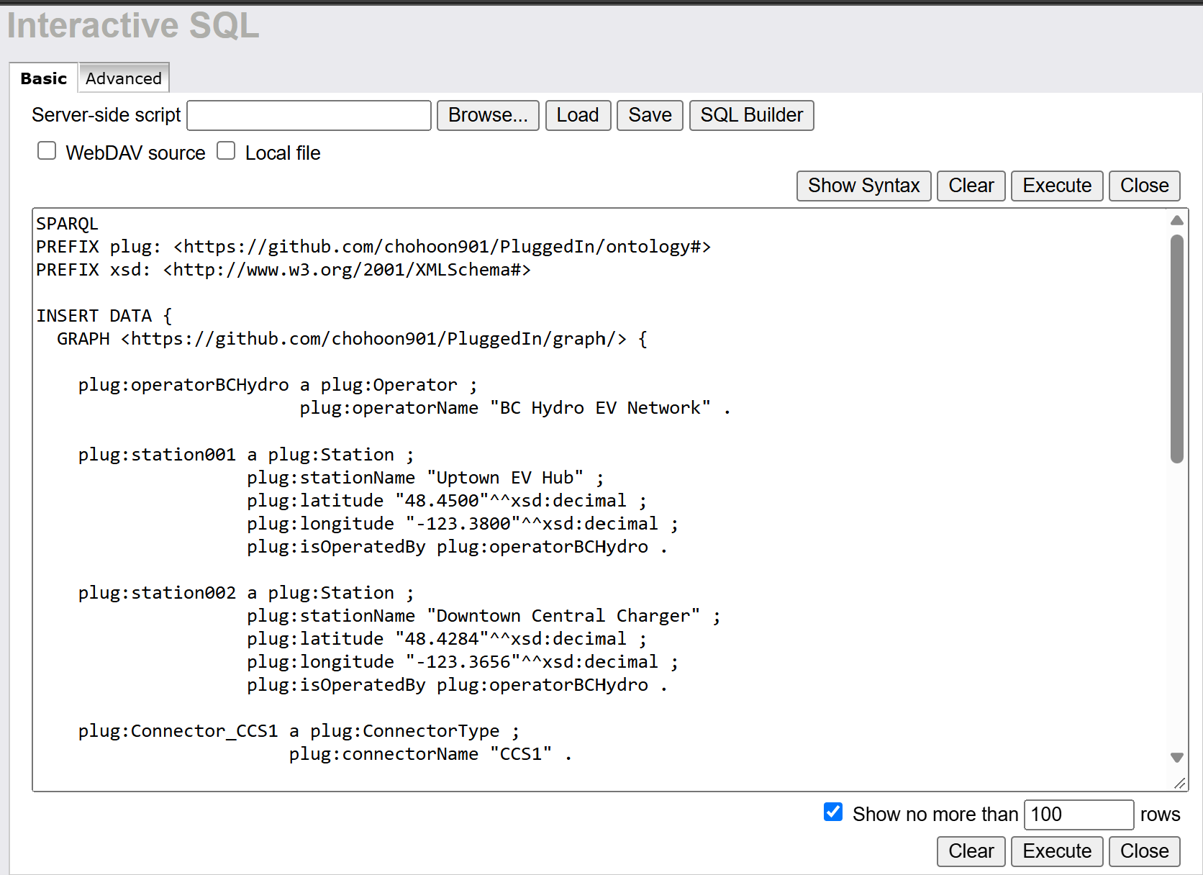 Interactive SQL
Basic Advanced
Server-side script Browse... Load Save SQL Builder
WebDAV source Local file
Show Syntax Clear Execute Close
SPARQL
PREFIX plug: <https://github.com/chohoon901/PluggedIn/ontology#>
PREFIX xsd: <http://www.w3.org/2001/XMLSchema#>
INSERT DATA {
GRAPH <https://github.com/chohoon901/PluggedIn/graph/> {
plug:operatorBCHydro a plug:Operator ;
plug:operatorName "BC Hydro EV Network" .
plug:station001 a plug:Station ;
plug:stationName "Uptown EV Hub" ;
plug:latitude "48.4500"^^xsd:decimal ;
plug:longitude "-123.3800"^^xsd:decimal ;
plug:isOperatedBy plug:operatorBCHydro .
plug:station002 a plug:Station ;
plug:stationName "Downtown Central Charger" ;
plug:latitude "48.4284"^^xsd:decimal ;
plug:longitude "-123.3656"^^xsd:decimal ;
plug:isOperatedBy plug:operatorBCHydro .
plug:Connector_CCS1 a plug:ConnectorType ;
plug:connectorName "CCS1" .
Show no more than 100 rows
Clear Execute Close